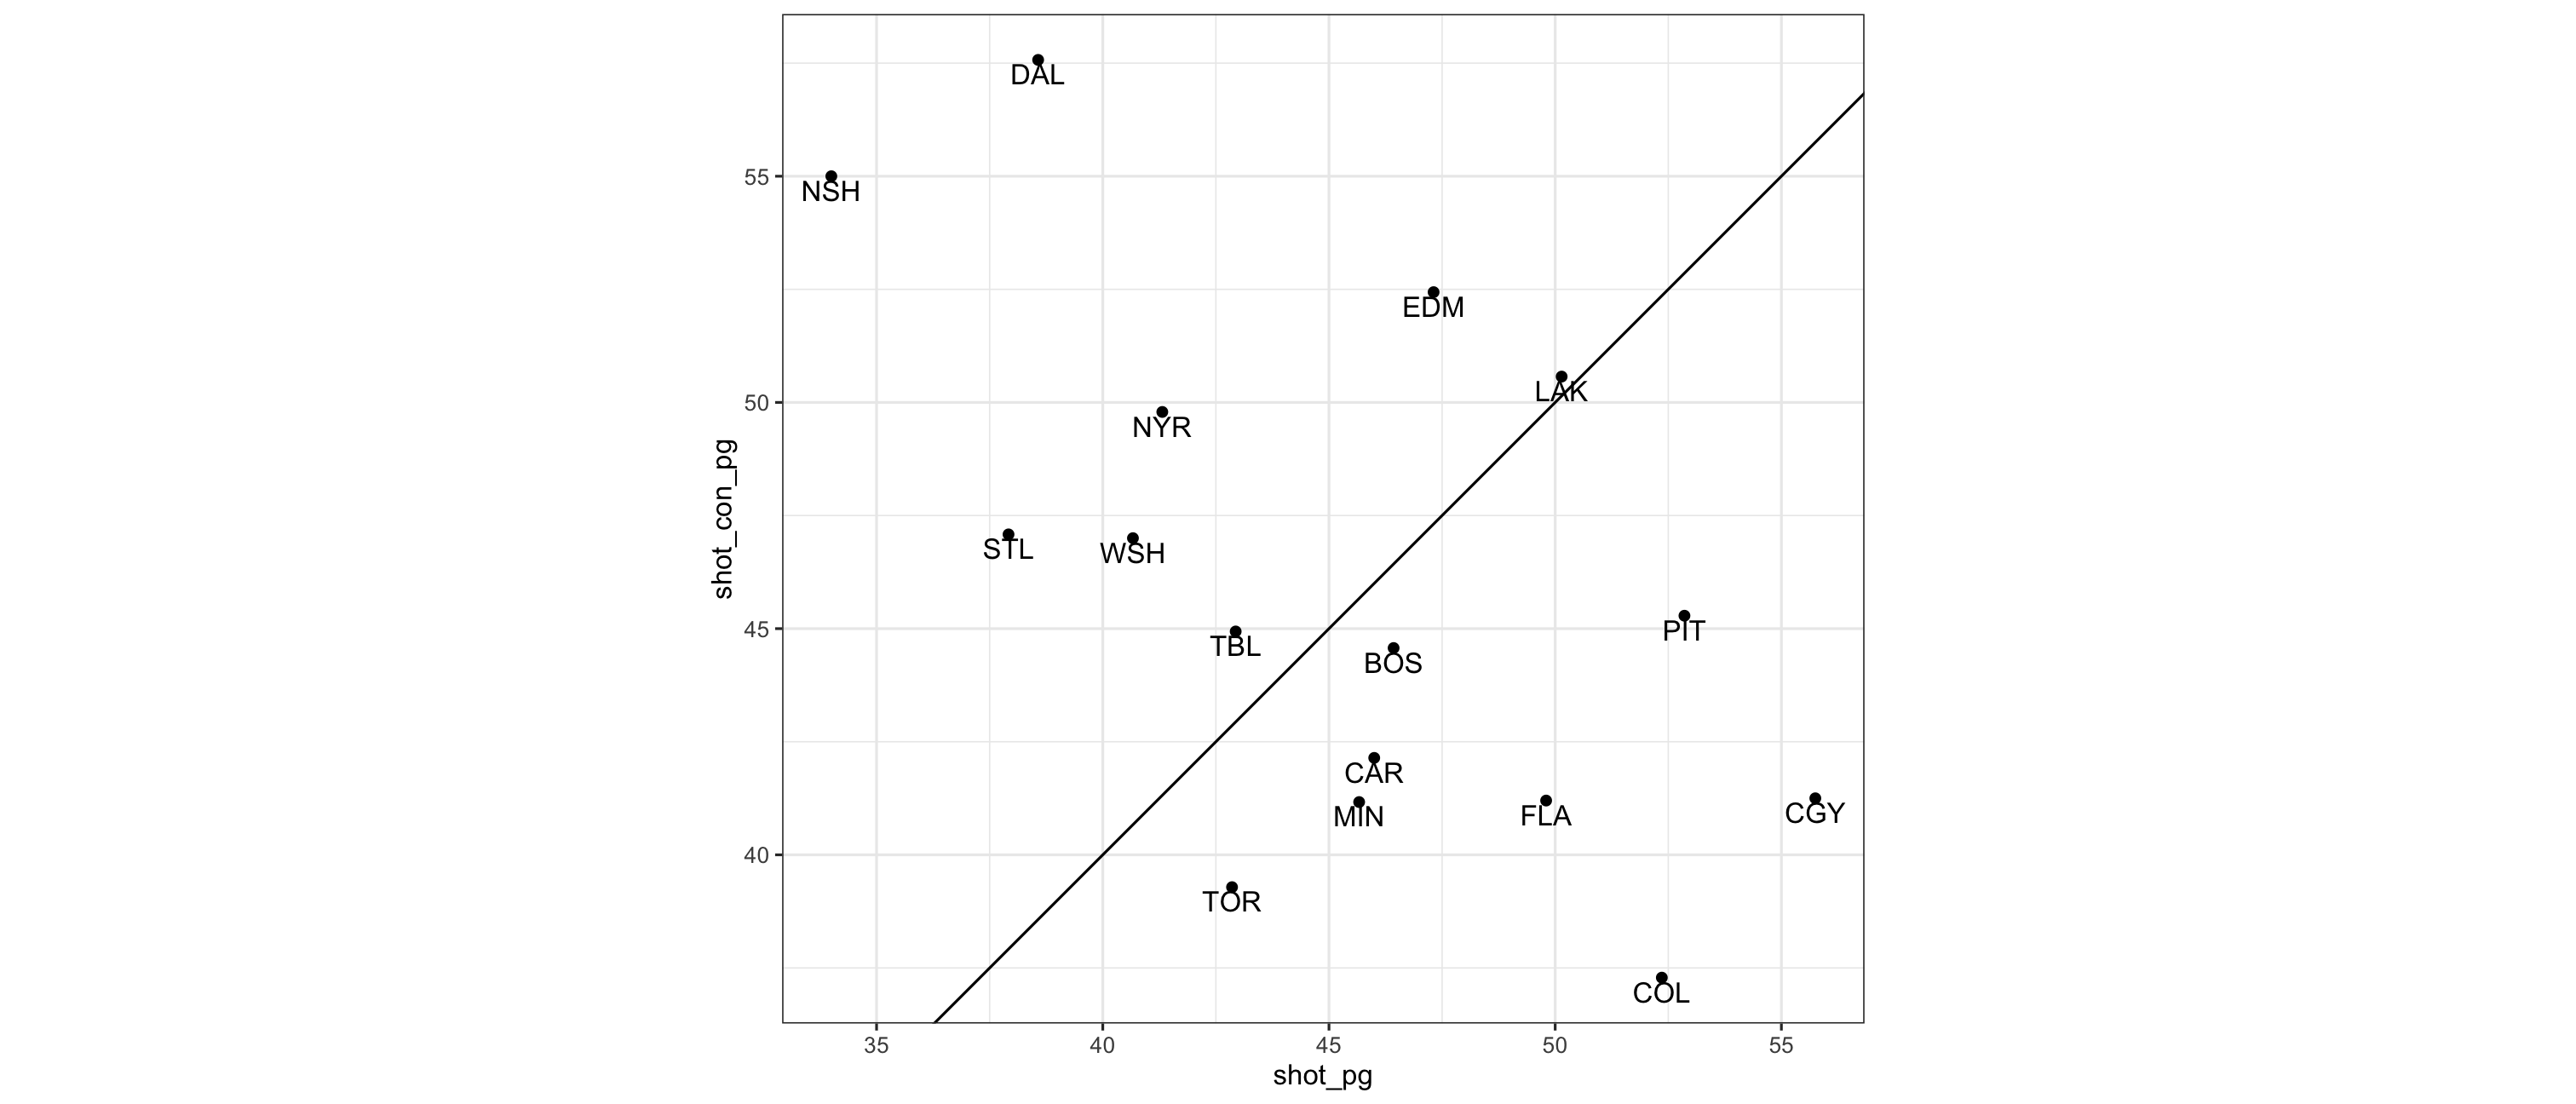 DAL
55
NSH
EDM
LAK
50
NYR
STL
WSH
shot_con_pg
45
TBL
PIT
BOS
CAR
MIN
FLA
CGY
40
TOR
COL
35 40 45 50 55
shot_pg